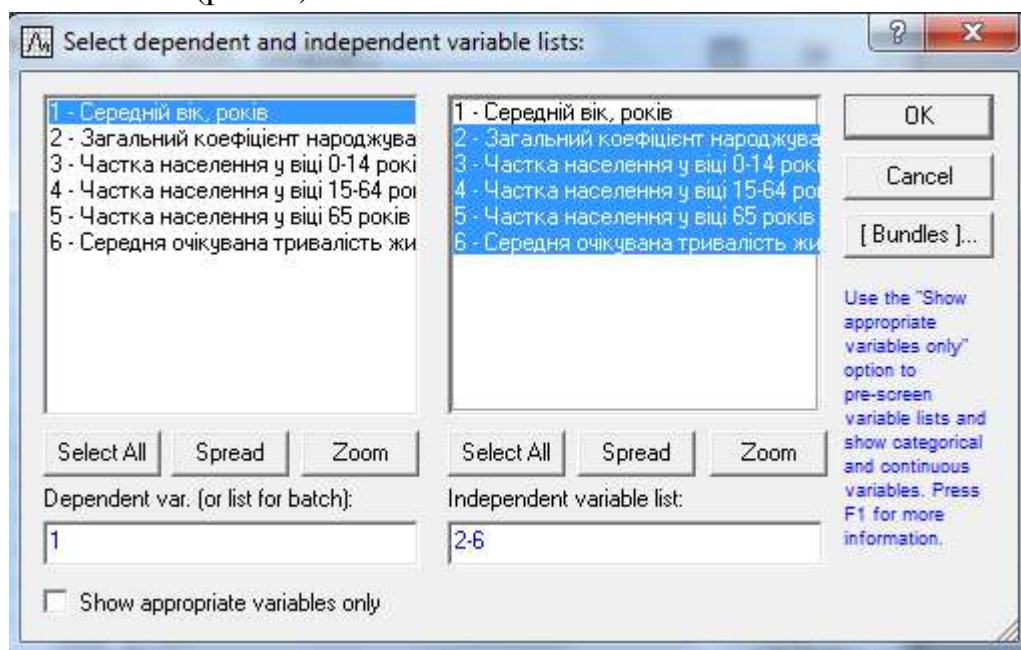 Select dependent and independent variable lists:
1 - Середній вік, років
2 - Загальний коефіцієнт народжува
3 - Частка населення у віці 0-14 рокі
4 - Частка населення у віці 15-64 рої
5 - Частка населення у віці 65 років
6 - Середня очікувана тривалість жи
1 - Середній вік, років
2 - Загальний коефіцієнт народжува
3 - Частка населення у віці 0-14 рокі
4 - Частка населення у віці 15-64 рої
5 - Частка населення у віці 65 років
6 - Середня очікувана тривалість жи
OK
Cancel
[ Bundles ]...
Use the "Show
appropriate
variables only"
option to
pre-screen
variable lists and
show categorical
and continuous
variables. Press
F1 for more
information.
Select All Spread Zoom
Select All Spread Zoom
Dependent var. (or list for batch):
Independent variable list:
1
2-6
Show appropriate variables only